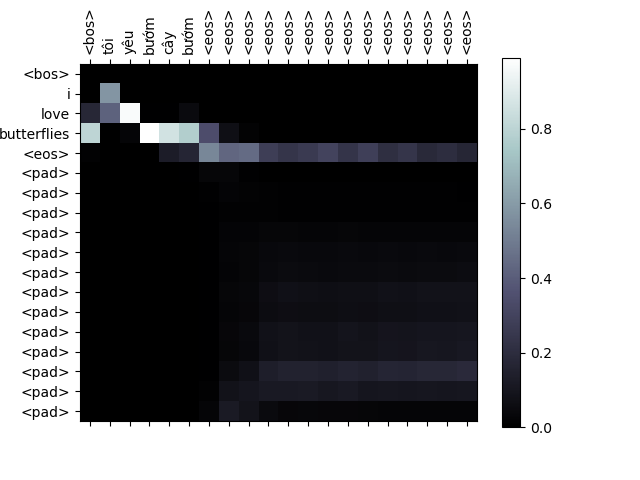 <bos> tôi yêu bướm cây bướm <eos> <eos> <eos> <eos> <eos> <eos> <eos> <eos> <eos> <eos> <eos> <eos> <eos> <eos>
<bos>
i
love
butterflies
<eos>
<pad>
<pad>
<pad>
<pad>
<pad>
<pad>
<pad>
<pad>
<pad>
<pad>
<pad>
<pad>
<pad>
0.8
0.6
0.4
0.2
0.0